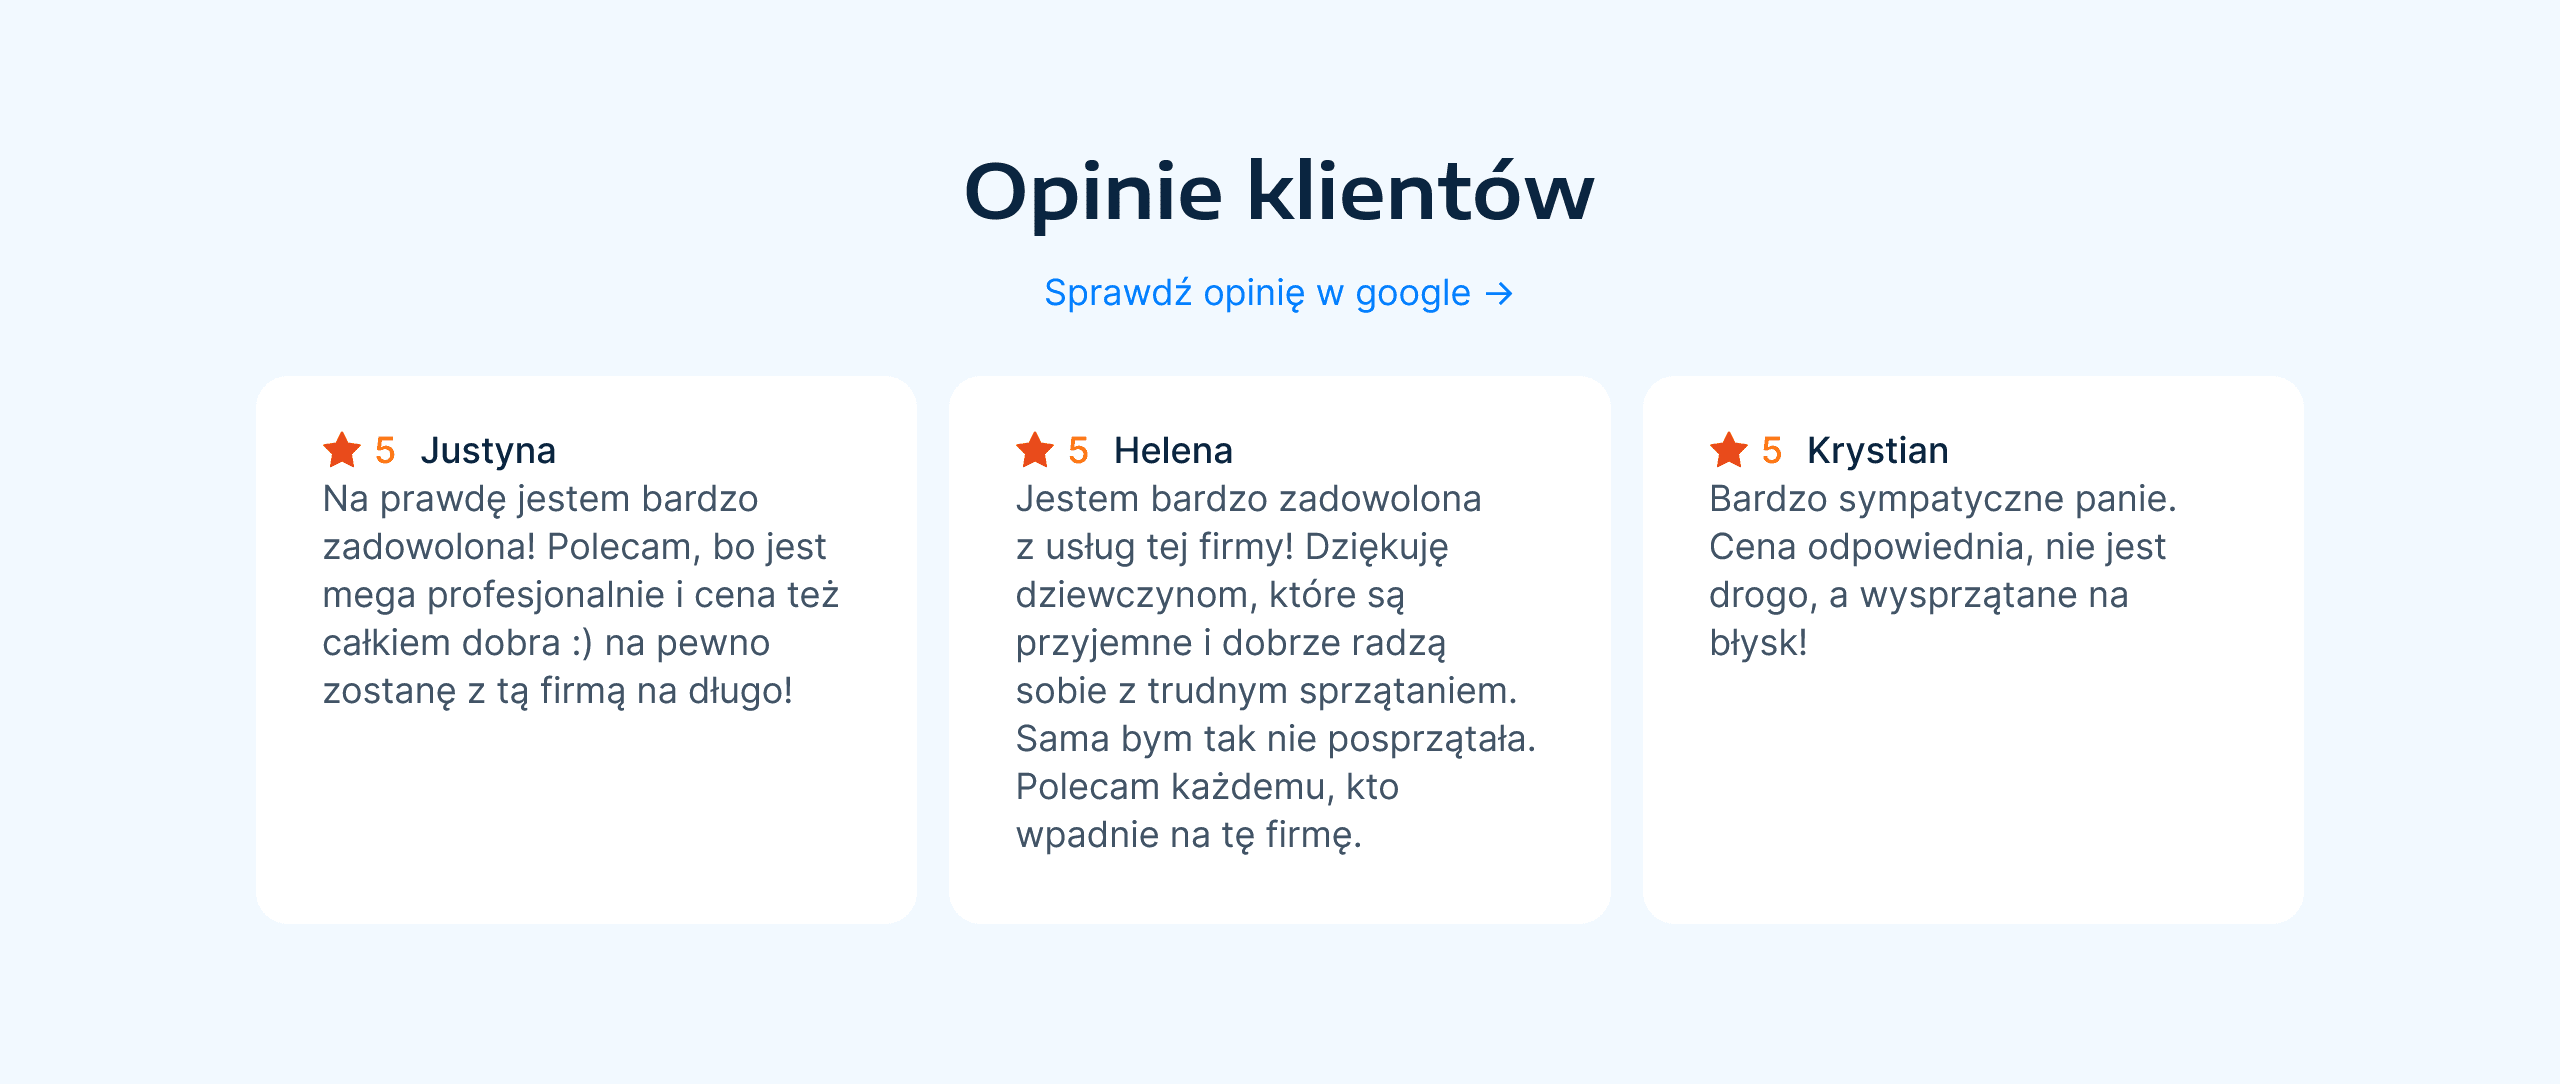 Opinie klientów
Sprawdź opinię w google →
5 Justyna
Na prawdę jestem bardzo
zadowolona! Polecam, bo jest
mega profesjonalnie i cena też
całkiem dobra :) na pewno
zostanę z tą firmą na długo!
5 Helena
Jestem bardzo zadowolona
z usług tej firmy! Dziękuję
dziewczynom, które są
przyjemne i dobrze radzą
sobie z trudnym sprzątaniem.
Sama bym tak nie posprzątała.
Polecam każdemu, kto
wpadnie na tę firmę.
5 Krystian
Bardzo sympatyczne panie.
Cena odpowiednia, nie jest
drogo, a wysprzątane na
błysk!